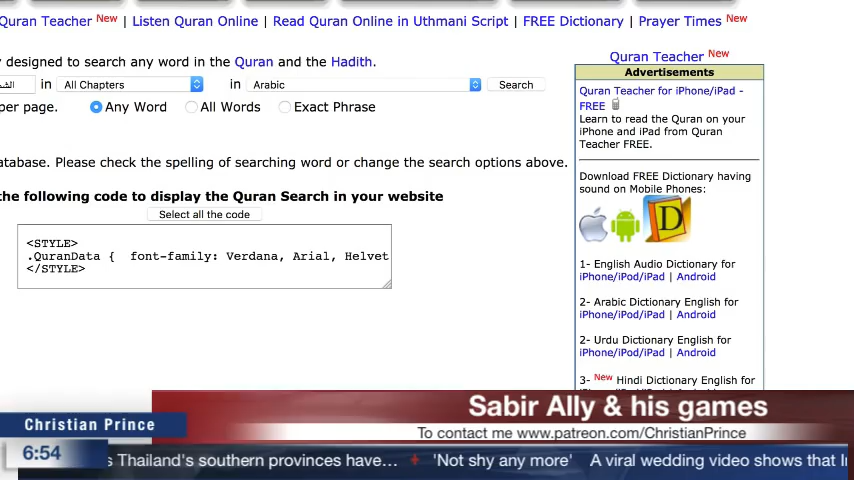 Quran Teacher New | Listen Quran Online | Read Quran Online in Uthmani Script | FREE Dictionary | Prayer Times New
y designed to search any word in the Quran and the Hadith.
in All Chapters in Arabic Search
per page. Any Word All Words Exact Phrase
atabase. Please check the spelling of searching word or change the search options above.
the following code to display the Quran Search in your website
Select all the code
<STYLE>
.QuranData { font-family: Verdana, Arial, Helvet
</STYLE>
Quran Teacher New
Advertisements
Quran Teacher for iPhone/iPad -
FREE
Learn to read the Quran on your
iPhone and iPad from Quran
Teacher FREE.
Download FREE Dictionary having
sound on Mobile Phones:
D
1- English Audio Dictionary for
iPhone/iPod/iPad | Android
2- Arabic Dictionary English for
iPhone/iPod/iPad | Android
2- Urdu Dictionary English for
iPhone/iPod/iPad | Android
3- New Hindi Dictionary English for
Sabir Ally & his games
Christian Prince
To contact me www.patreon.com/ChristianPrince
6:54
s Thailand's southern provinces have... + 'Not shy any more' A viral wedding video shows that I